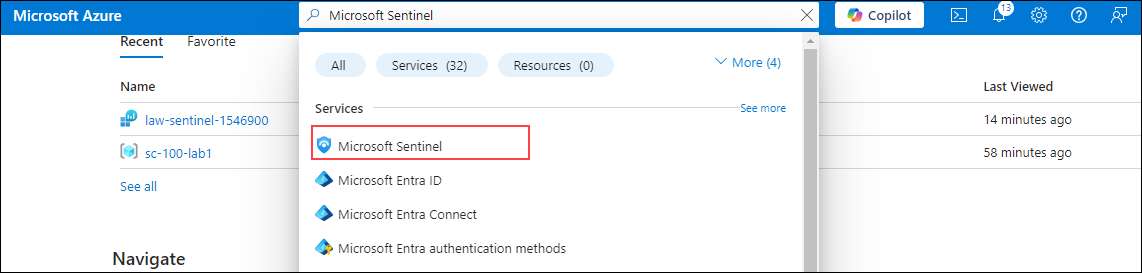 Microsoft Azure
Microsoft Sentinel
Copilot
13
Recent
Favorite
All
Services (32)
Resources (0)
More (4)
Name
Last Viewed
Services
See more
law-sentinel-1546900
14 minutes ago
Microsoft Sentinel
sc-100-lab1
58 minutes ago
Microsoft Entra ID
See all
Microsoft Entra Connect
Microsoft Entra authentication methods
Navigate